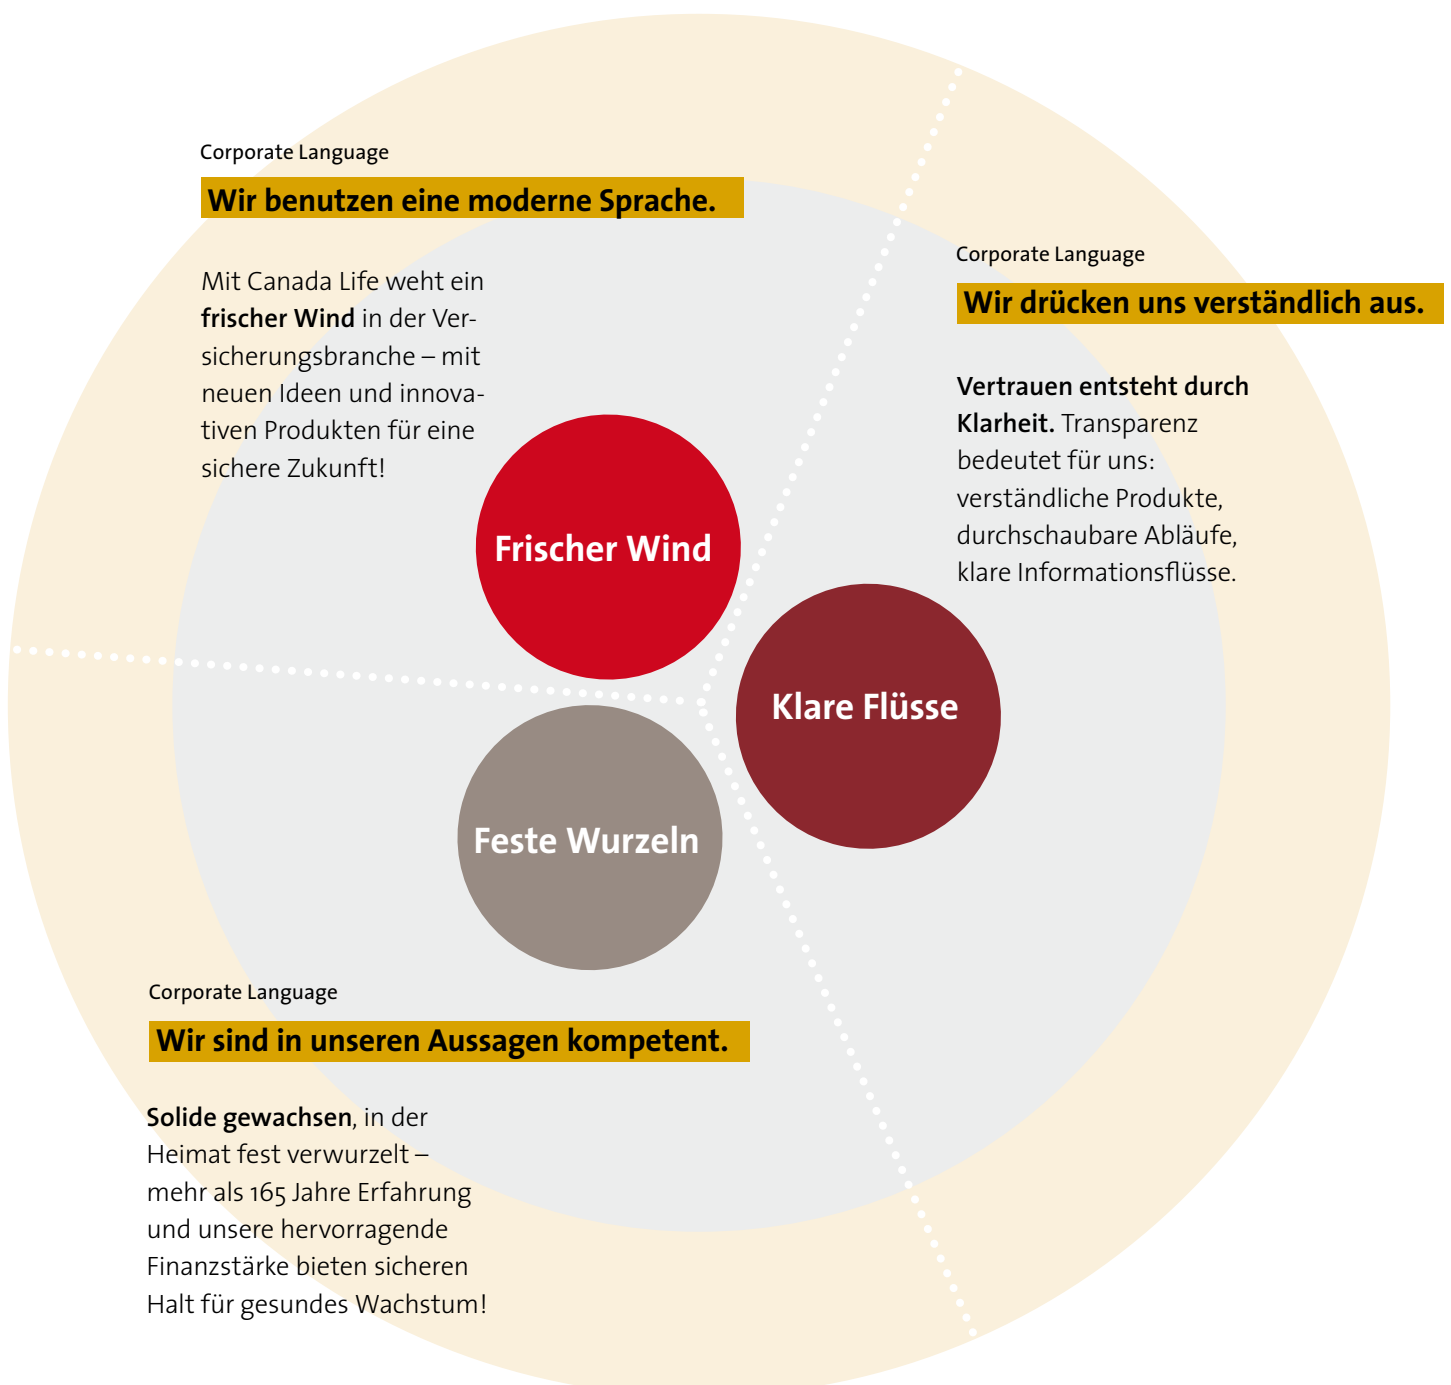 Corporate Language
Wir benutzen eine moderne Sprache.
Mit Canada Life weht ein
frischer Wind in der Ver-
sicherungsbranche – mit
neuen Ideen und innova-
tiven Produkten für eine
sichere Zukunft!
Corporate Language
Wir drücken uns verständlich aus.
Vertrauen entsteht durch
Klarheit. Transparenz
bedeutet für uns:
verständliche Produkte,
durchschaubare Abläufe,
klare Informationsflüsse.
Frischer Wind
Klare Flüsse
Feste Wurzeln
Corporate Language
Wir sind in unseren Aussagen kompetent.
Solide gewachsen, in der
Heimat fest verwurzelt –
mehr als 165 Jahre Erfahrung
und unsere hervorragende
Finanzstärke bieten sicheren
Halt für gesundes Wachstum!